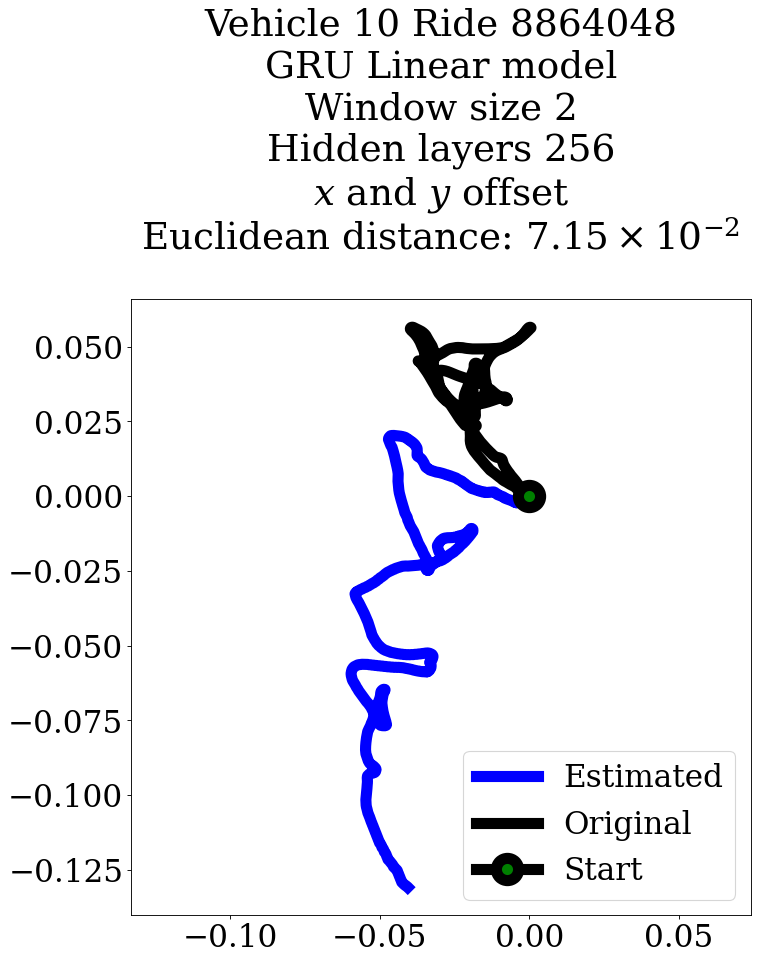 Vehicle 10 Ride 8864048
GRU Linear model
Window size 2
Hidden layers 256
x and y offset
Euclidean distance: 7.15 × 10⁻²
0.050
0.025
0.000
−0.025
−0.050
−0.075
−0.100
−0.125
Estimated
Original
Start
−0.10 −0.05 0.00 0.05